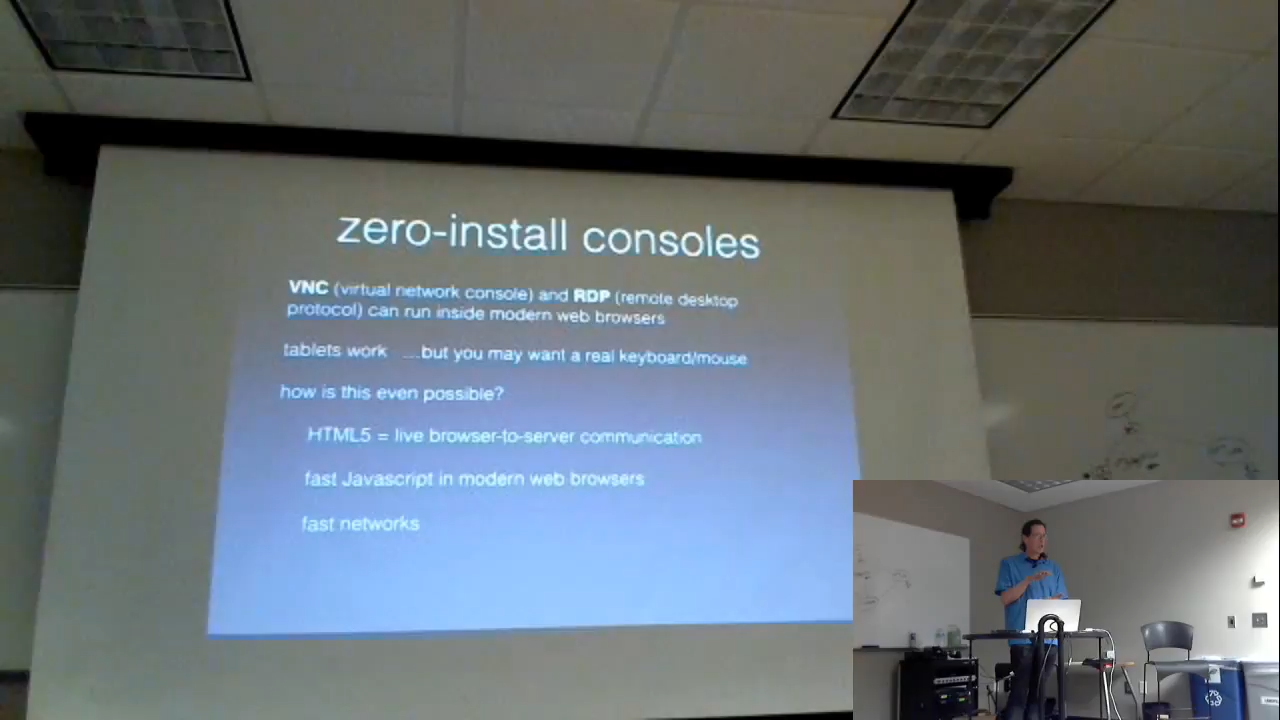 zero-install consoles
VNC (virtual network console) and RDP (remote desktop
protocol) can run inside modern web browsers
tablets work ...but you may want a real keyboard/mouse
how is this even possible?
HTML5 = live browser-to-server communication
fast Javascript in modern web browsers
fast networks